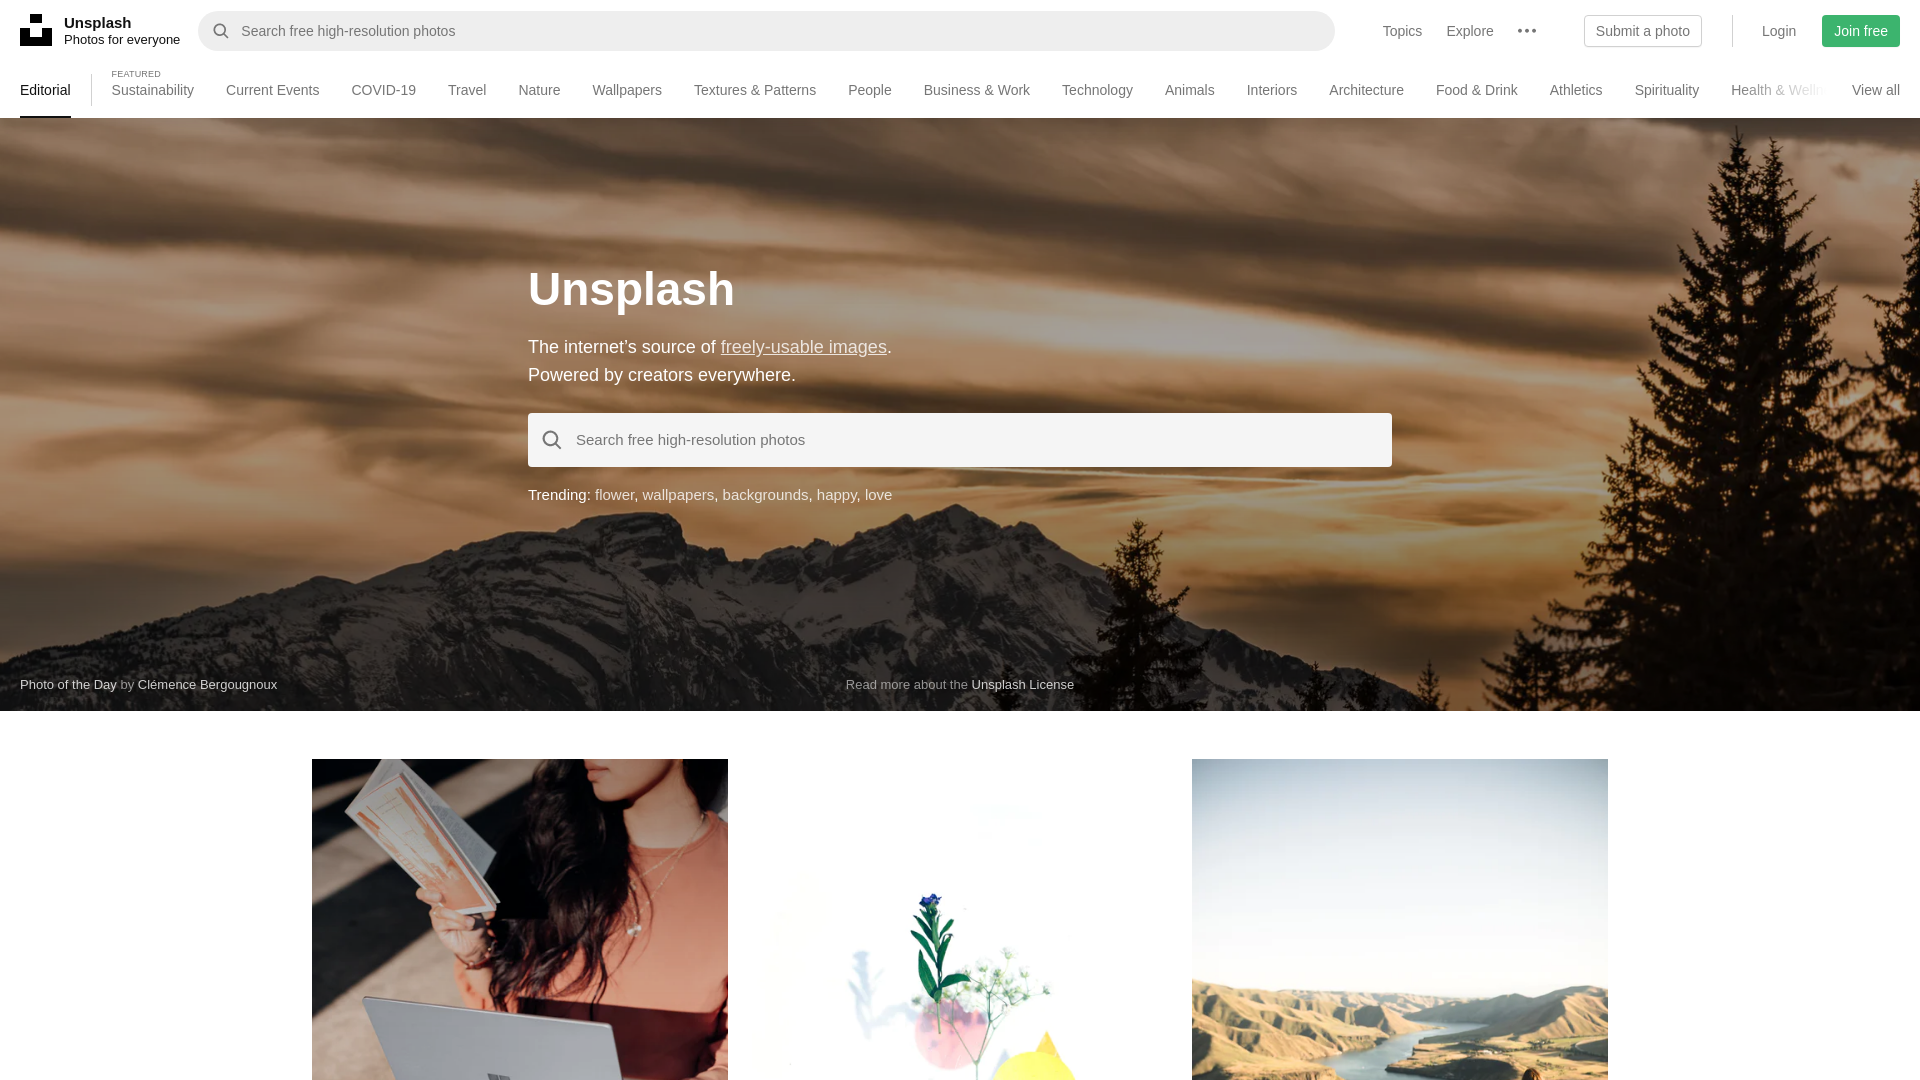 Unsplash
Photos for everyone
Search free high-resolution photos
Topics
Explore
Submit a photo
Login
Join free
Editorial
FEATURED
Sustainability
Current Events
COVID-19
Travel
Nature
Wallpapers
Textures & Patterns
People
Business & Work
Technology
Animals
Interiors
Architecture
Food & Drink
Athletics
Spirituality
Health &
View all
Unsplash
The internet's source of freely-usable images.
Powered by creators everywhere.
Search free high-resolution photos
Trending: flower, wallpapers, backgrounds, happy, love
Photo of the Day by Clémence Bergougnoux
Read more about the Unsplash License